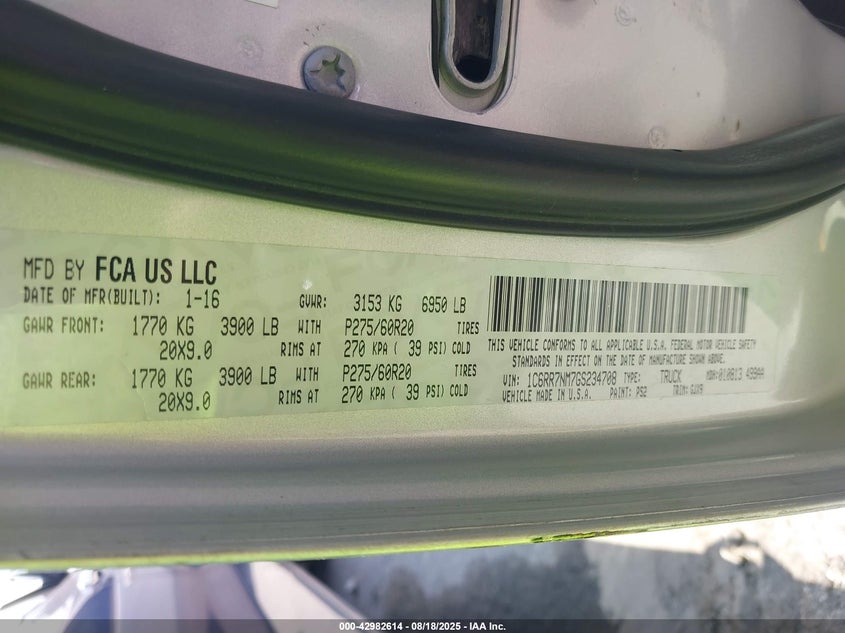 MFD BY FCA US LLC
DATE OF MFR(BUILT): 1-16 GVWR: 3153 KG 6950 LB
GAWR FRONT: 1770 KG 3900 LB WITH P275/60R20 TIRES
20X9.0 RIMS AT 270 KPA ( 39 PSI) COLD
GAWR REAR: 1770 KG 3900 LB WITH P275/60R20 TIRES
20X9.0 RIMS AT 270 KPA ( 39 PSI) COLD
THIS VEHICLE CONFORMS TO ALL APPLICABLE U.S.A. FEDERAL MOTOR VEHICLE SAFETY
STANDARDS IN EFFECT ON THE DATE OF MANUFACTURE SHOWN ABOVE.
VIN: 1C6RR7NM7GS234708 TYPE: TRUCK MDH:010813 499AA
VEHICLE MADE IN U.S.A. PAINT: PS2 TRIM:
000-42982614 - 08/18/2025 - IAA Inc.